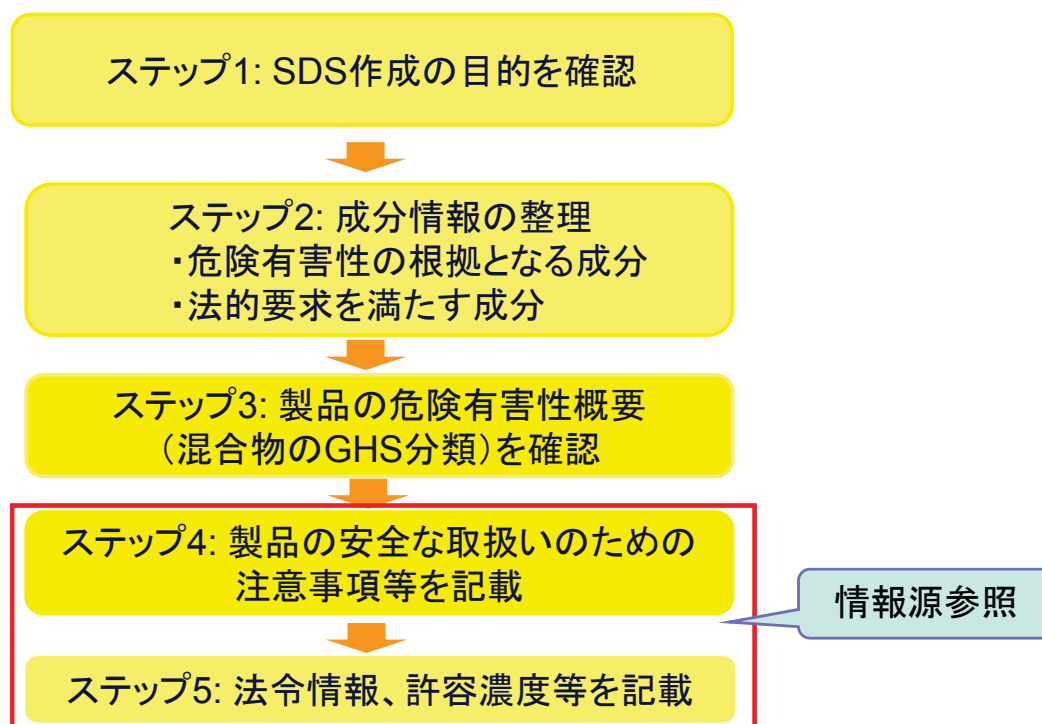 ステップ1: SDS作成の目的を確認
ステップ2: 成分情報の整理
・危険有害性の根拠となる成分
・法的要求を満たす成分
ステップ3: 製品の危険有害性概要
（混合物のGHS分類）を確認
ステップ4: 製品の安全な取扱いのための
注意事項等を記載
情報源参照
ステップ5: 法令情報、許容濃度等を記載